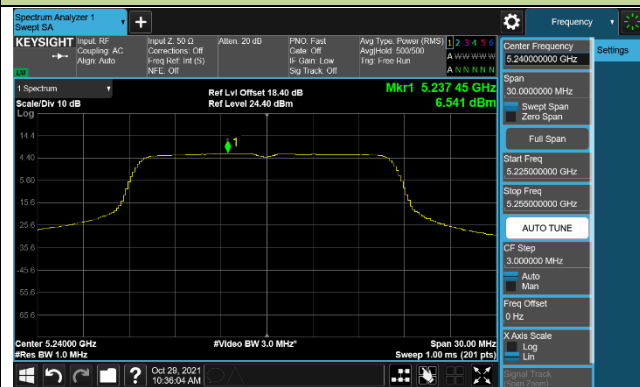 Spectrum Analyzer 1
Swept SA
+
Frequency
KEYSIGHT
Input: RF
Coupling: AC
Align: Auto
Input Z: 50 Ω
Corrections: Off
Freq Ref: Int (S)
NFE: Off
Atten: 20 dB
PNO: Fast
Gate: Off
IF Gain: Low
Sig Track: Off
Avg Type: Power (RMS)
Avg|Hold: 500/500
Trig: Free Run
1 2 3 4 5 6
A W W W W W
A N N N N N
LXI
1 Spectrum
Scale/Div 10 dB
Log
Ref Lvl Offset 18.40 dB
Ref Level 24.40 dBm
Mkr1 5.237 45 GHz
6.541 dBm
14.4
4.40
-5.60
-15.6
-25.6
-35.6
-45.6
-55.6
-65.6
1
Center 5.24000 GHz
#Res BW 1.0 MHz
#Video BW 3.0 MHz*
Span 30.00 MHz
Sweep 1.00 ms (201 pts)
Center Frequency
5.240000000 GHz
Settings
Span
30.0000000 MHz
Swept Span
Zero Span
Full Span
Start Freq
5.225000000 GHz
Stop Freq
5.255000000 GHz
AUTO TUNE
CF Step
3.000000 MHz
Auto
Man
Freq Offset
0 Hz
X Axis Scale
Log
Lin
Signal Track
(Span Zoom)
?
Oct 29, 2021
10:36:04 AM